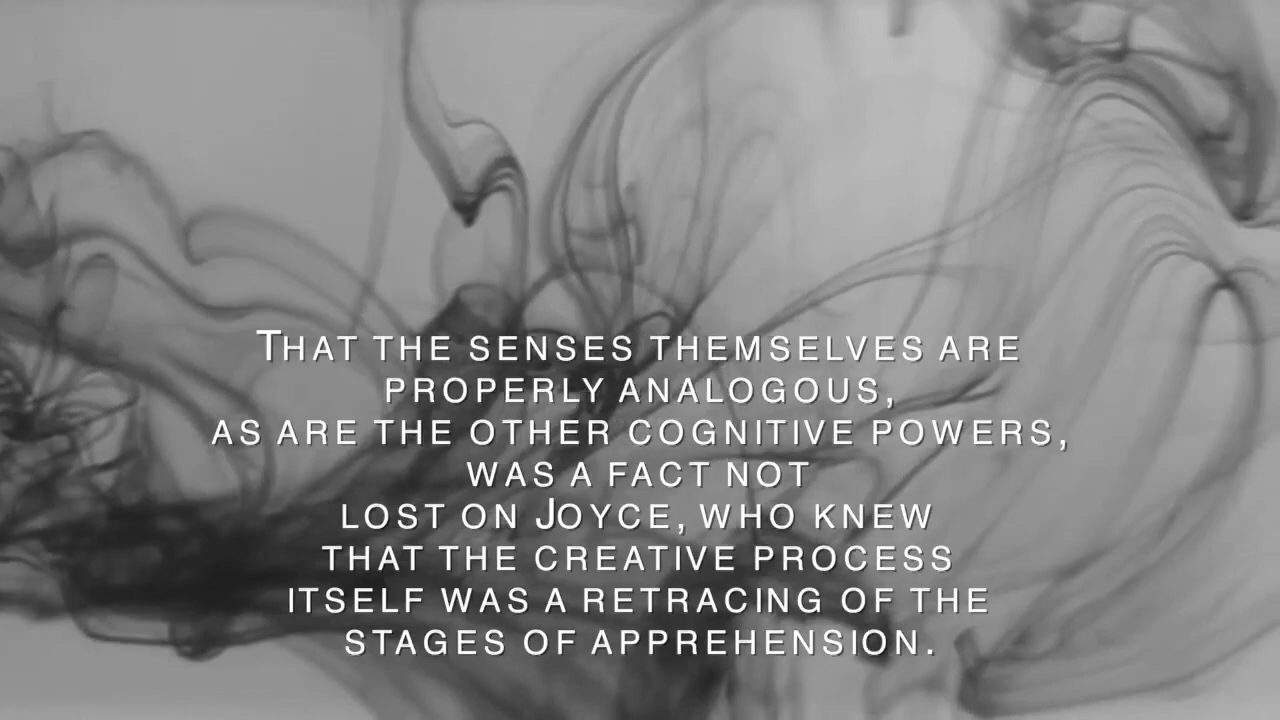 That the senses themselves are
properly analogous,
as are the other cognitive powers,
was a fact not
lost on Joyce, who knew
that the creative process
itself was a retracing of the
stages of apprehension.